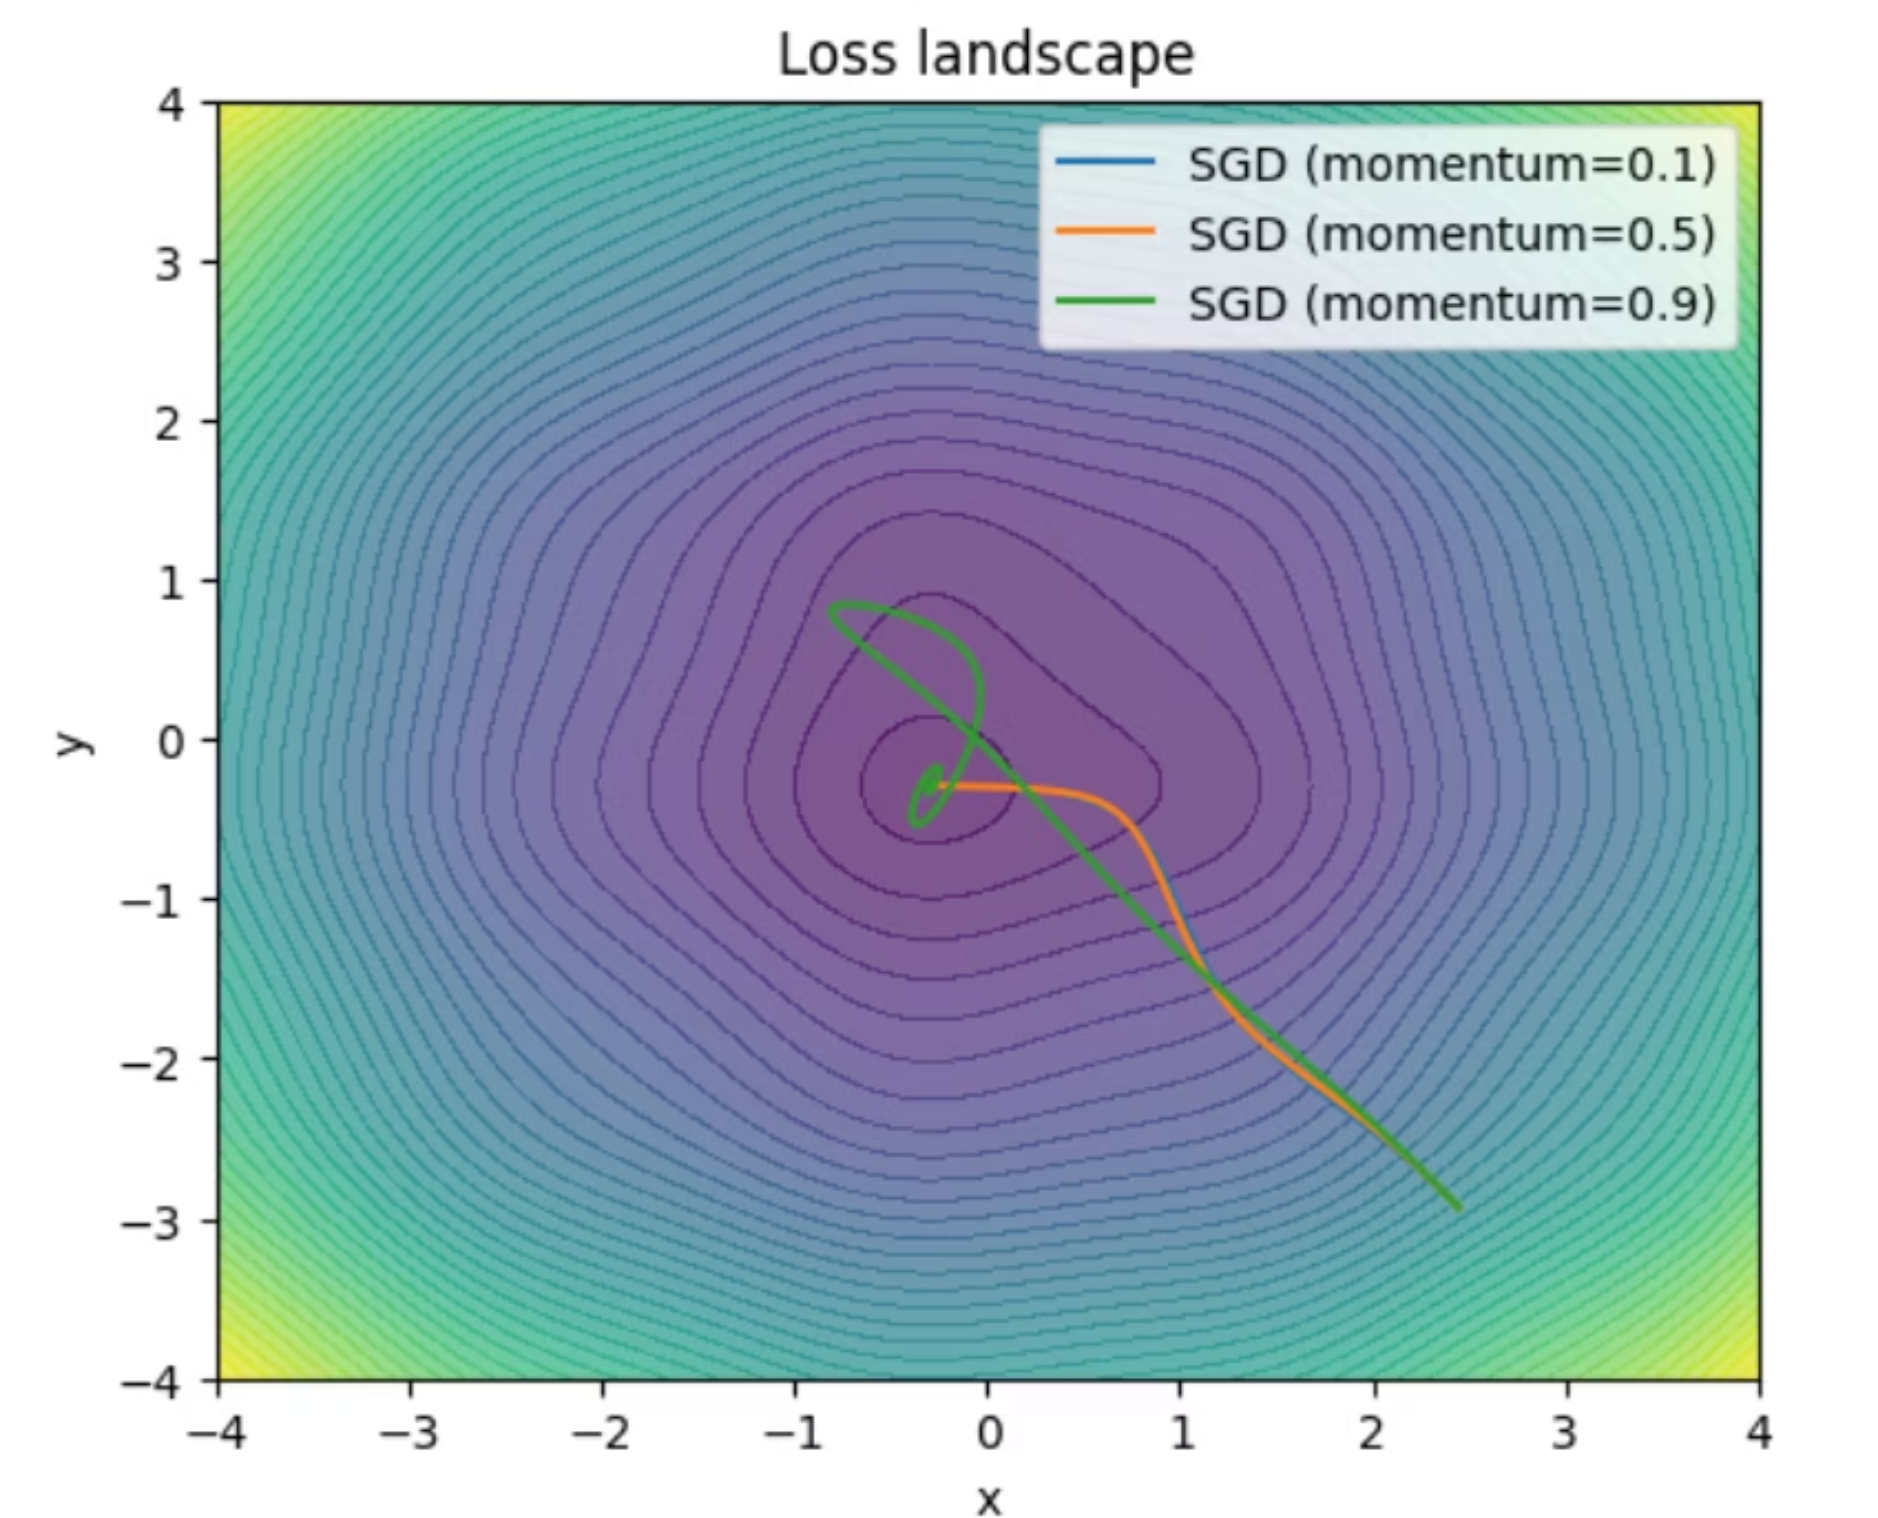 Loss landscape
SGD (momentum=0.1)
SGD (momentum=0.5)
SGD (momentum=0.9)
4
3
2
1
0
−1
−2
−3
−4
y
−4 −3 −2 −1 0 1 2 3 4
x